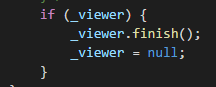 if (_viewer) {
_viewer.finish();
_viewer = null;
}